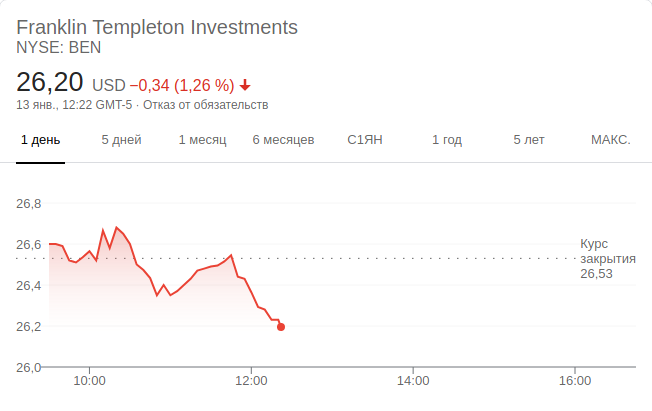 Franklin Templeton Investments
NYSE: BEN
26,20 USD −0,34 (1,26 %)
13 янв., 12:22 GMT-5 · Отказ от обязательств
1 день 5 дней 1 месяц 6 месяцев С1ЯН 1 год 5 лет МАКС.
26,8
26,6
26,4
26,2
26,0
Курс
закрытия
26,53
10:00 12:00 14:00 16:00